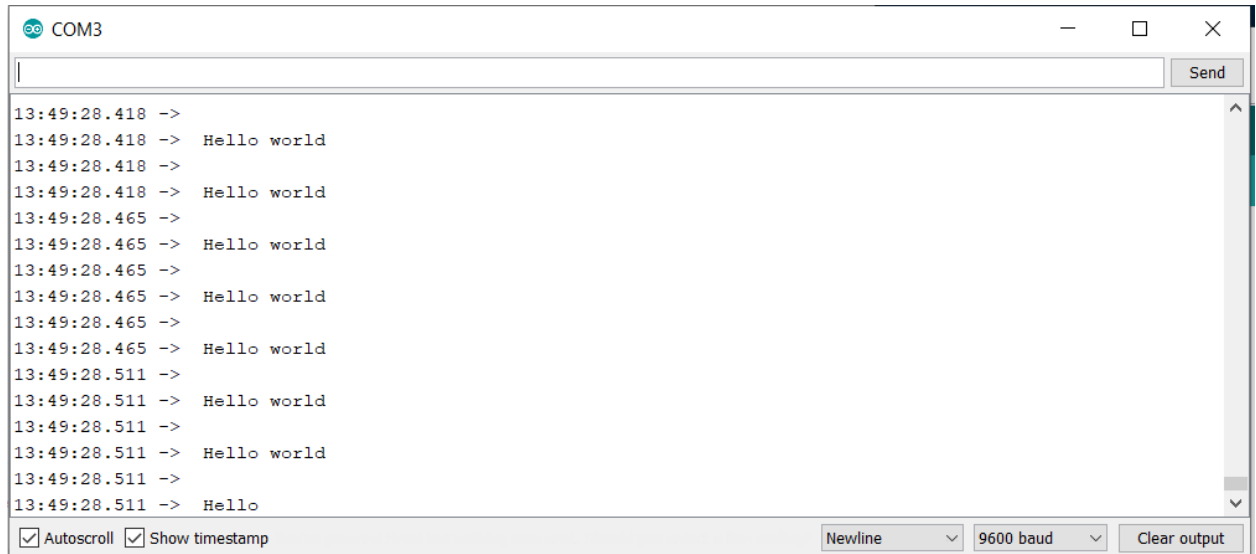 COM3
Send
13:49:28.418 ->
13:49:28.418 ->  Hello world
13:49:28.418 ->
13:49:28.418 ->  Hello world
13:49:28.465 ->
13:49:28.465 ->  Hello world
13:49:28.465 ->
13:49:28.465 ->  Hello world
13:49:28.465 ->
13:49:28.465 ->  Hello world
13:49:28.511 ->
13:49:28.511 ->  Hello world
13:49:28.511 ->
13:49:28.511 ->  Hello world
13:49:28.511 ->
13:49:28.511 ->  Hello
Autoscroll Show timestamp Newline 9600 baud Clear output